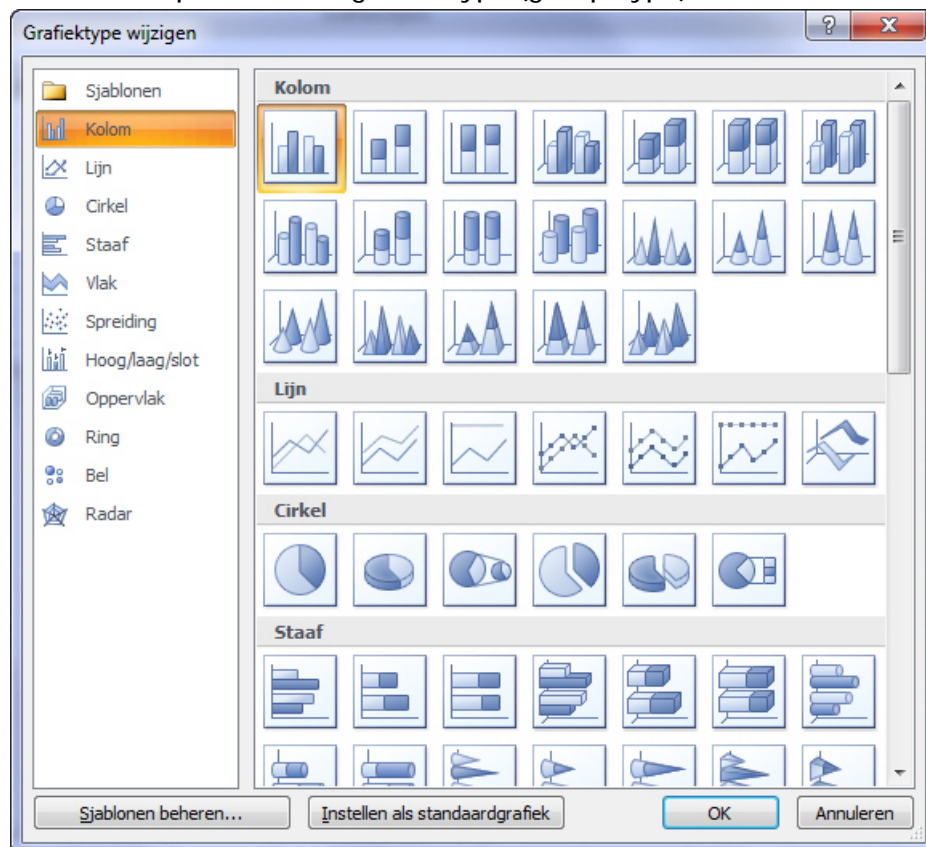 Grafiektype wijzigen
Sjablonen
Kolom
Lijn
Cirkel
Staaf
Vlak
Spreiding
Hoog/laag/slot
Oppervlak
Ring
Bel
Radar
Kolom
Lijn
Cirkel
Staaf
Sjablonen beheren...
Instellen als standaardgrafiek
OK
Annuleren